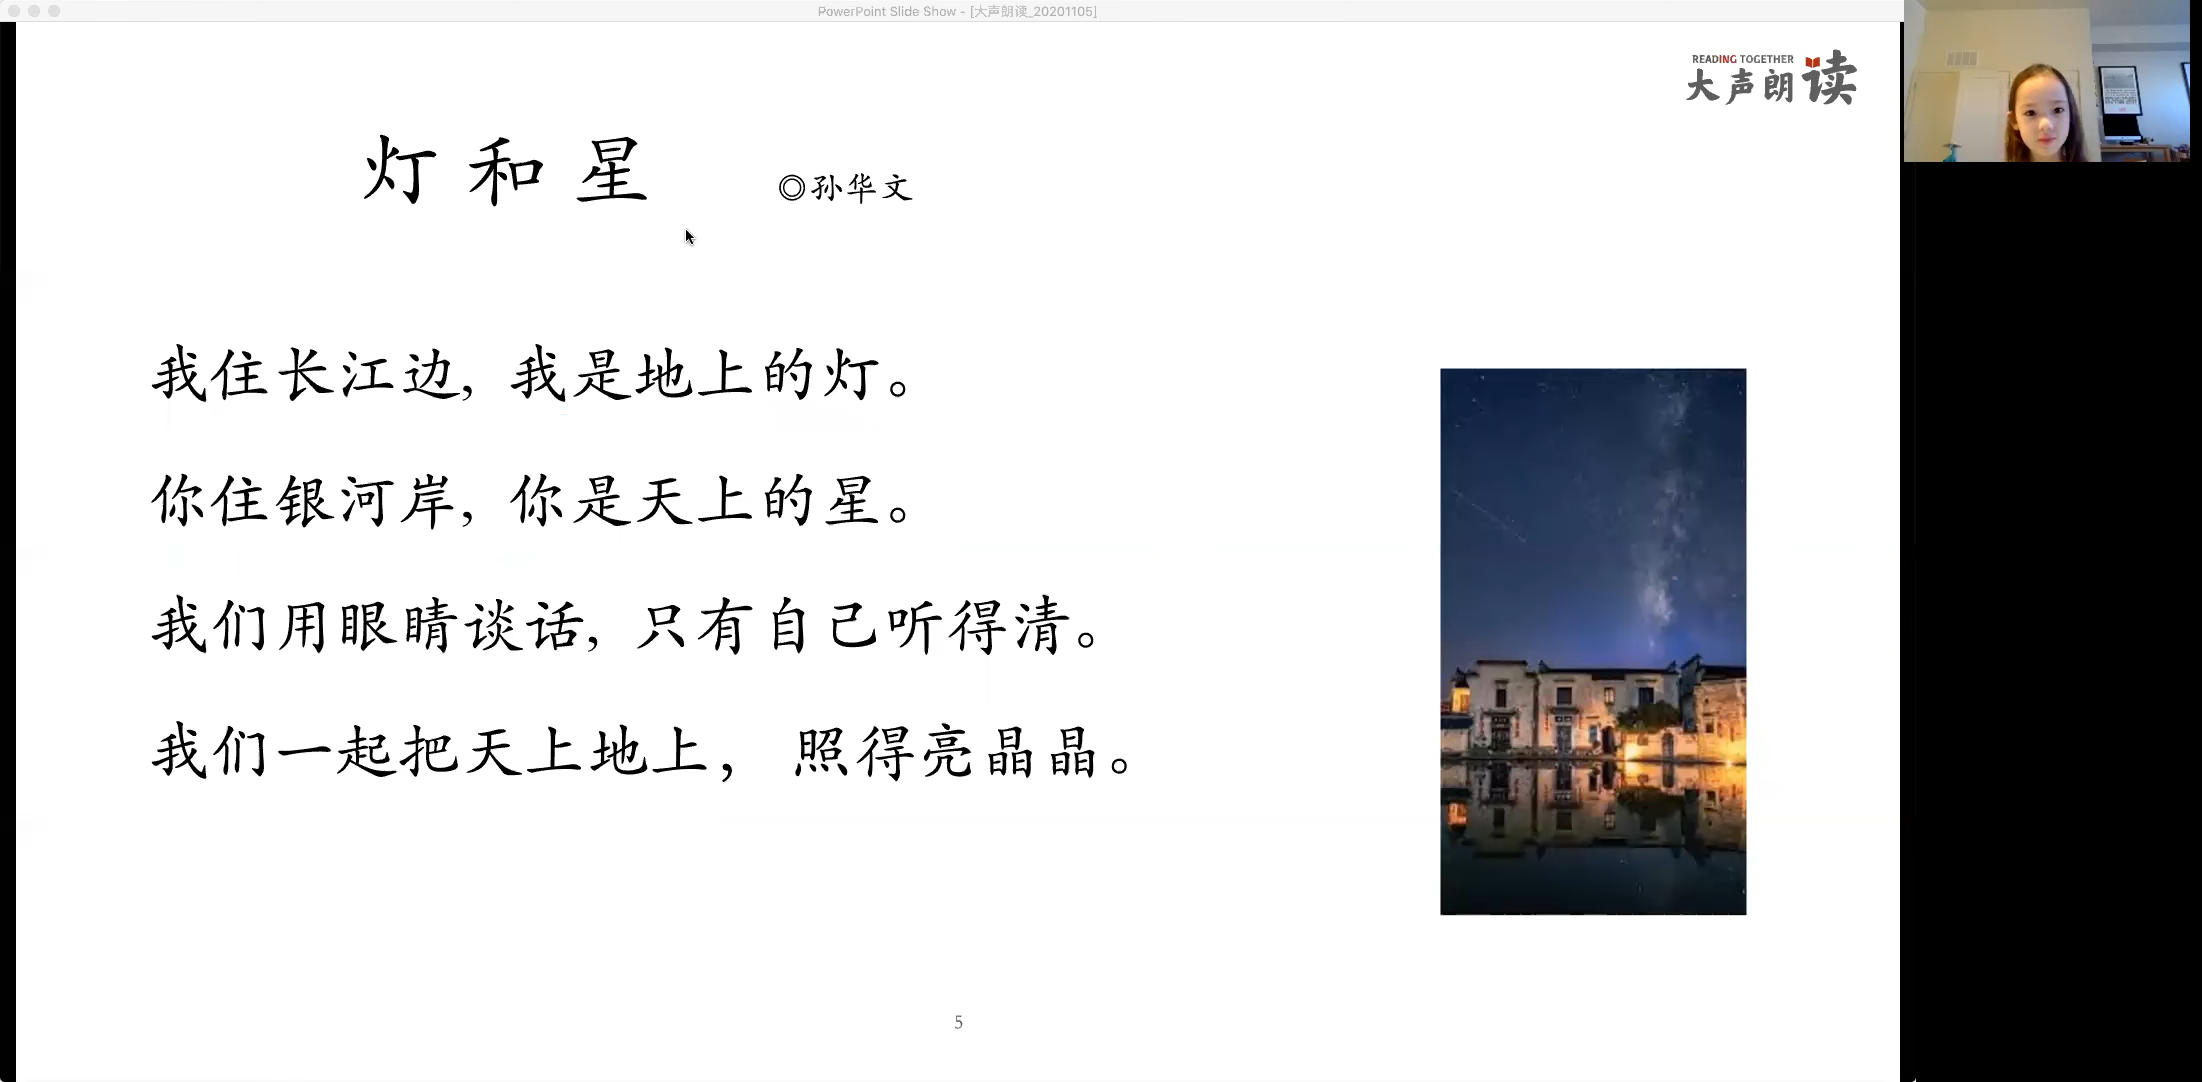 PowerPoint Slide Show - [大声朗读_20201105]
READING TOGETHER
大声朗读
灯和星 ◎孙华文
我住长江边, 我是地上的灯。
你住银河岸, 你是天上的星。
我们用眼睛谈话, 只有自己听得清。
我们一起把天上地上， 照得亮晶晶。
5